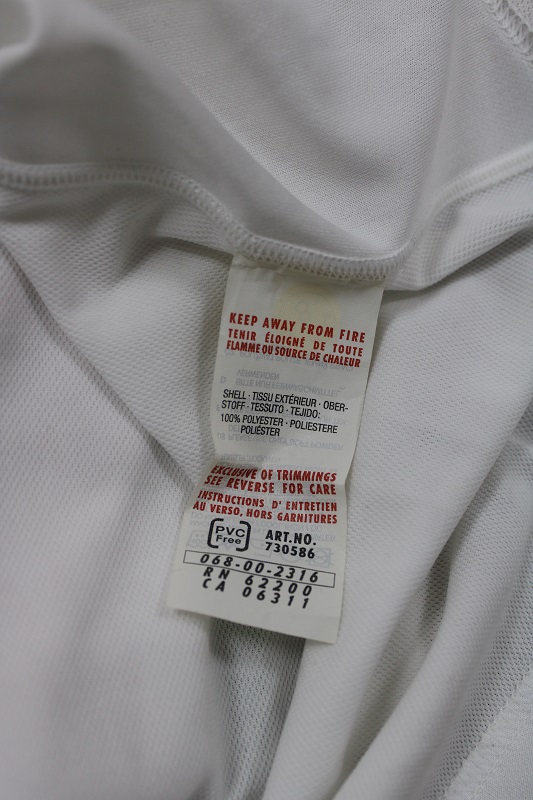 KEEP AWAY FROM FIRE
TENIR ÉLOIGNÉ DE TOUTE
FLAMME OU SOURCE DE CHALEUR
SHELL · TISSU EXTÉRIEUR · OBER-
STOFF · TESSUTO · TEJIDO:
100% POLYESTER · POLIESTERE
POLIÉSTER
EXCLUSIVE OF TRIMMINGS
SEE REVERSE FOR CARE
INSTRUCTIONS D' ENTRETIEN
AU VERSO, HORS GARNITURES
PVC Free ART.NO. 730586
068-00-2316
RN 62200
CA 06311